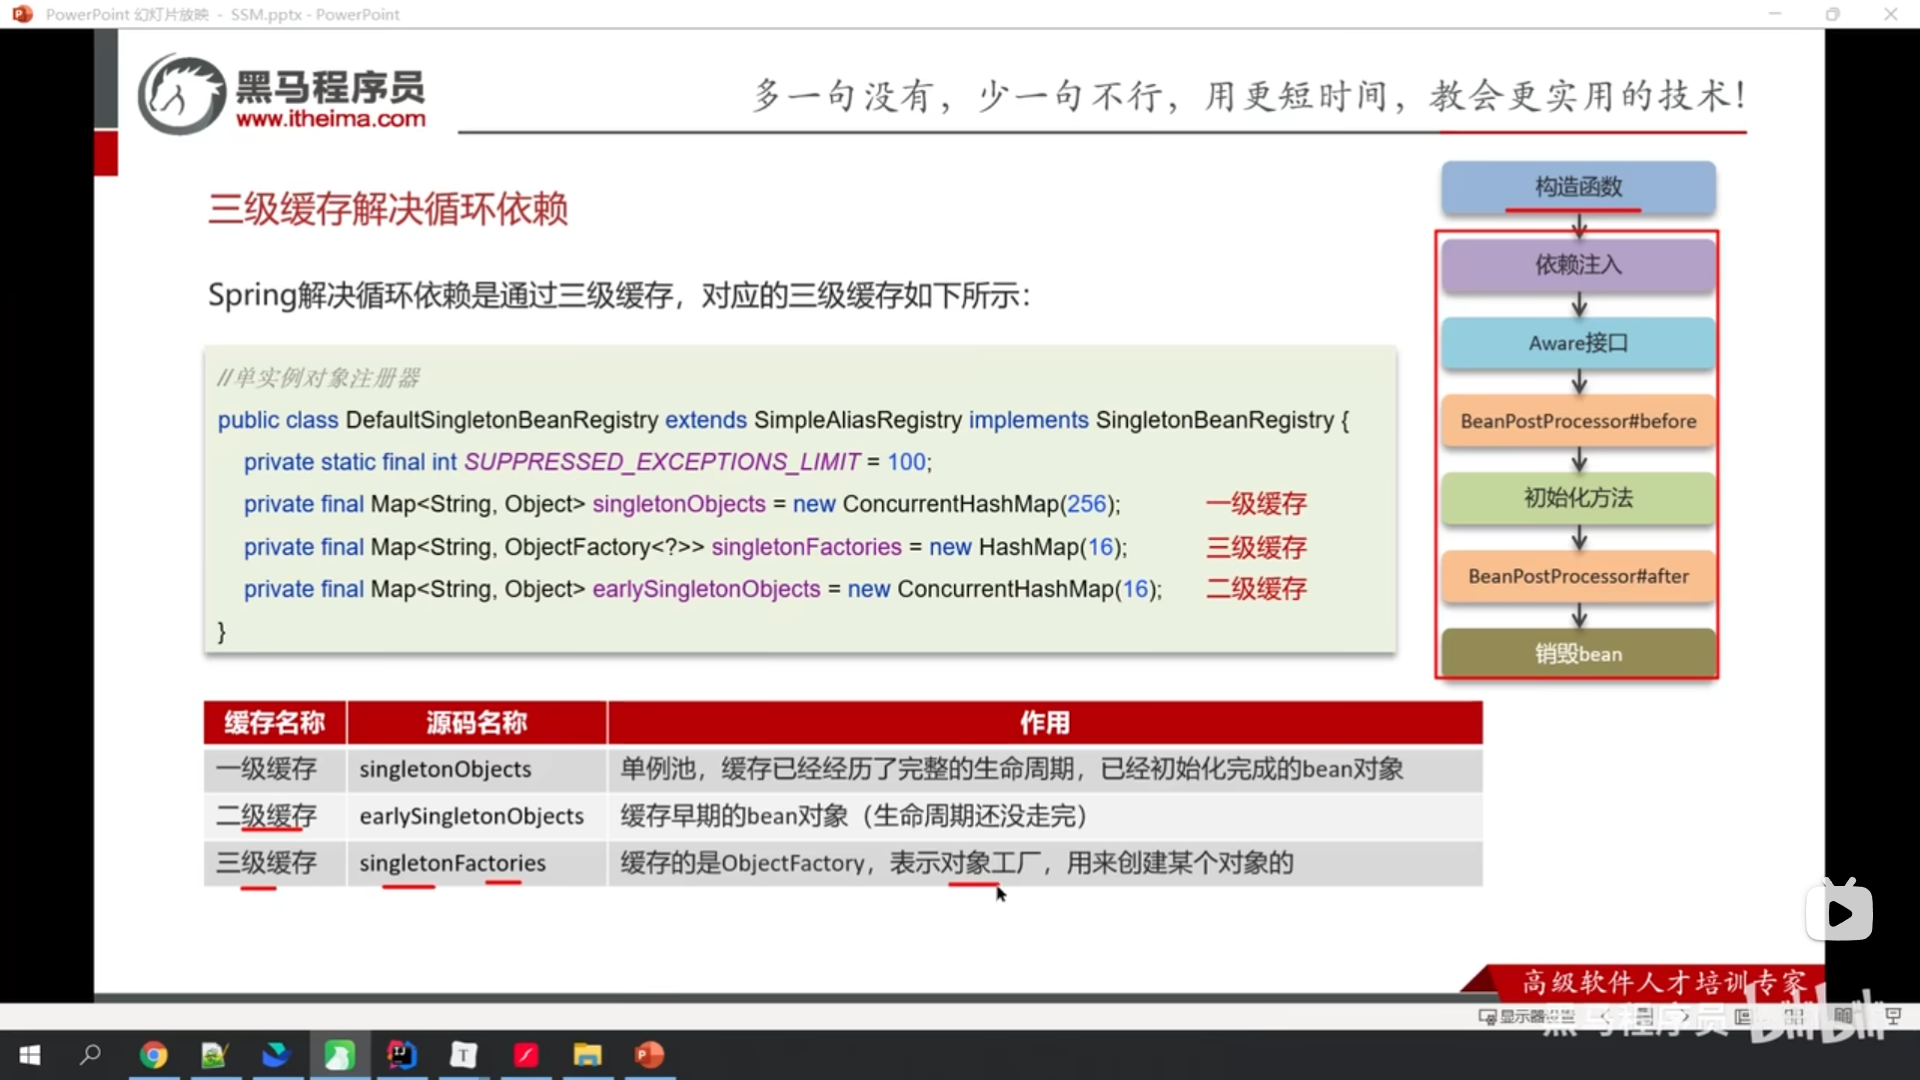 PowerPoint 幻灯片放映 - SSM.pptx - PowerPoint
黑马程序员
www.itheima.com
多一句没有，少一句不行，用更短时间，教会更实用的技术！
三级缓存解决循环依赖
Spring解决循环依赖是通过三级缓存，对应的三级缓存如下所示：
//单实例对象注册器
public class DefaultSingletonBeanRegistry extends SimpleAliasRegistry implements SingletonBeanRegistry {
private static final int SUPPRESSED_EXCEPTIONS_LIMIT = 100;
private final Map<String, Object> singletonObjects = new ConcurrentHashMap(256); 一级缓存
private final Map<String, ObjectFactory<?>> singletonFactories = new HashMap(16); 三级缓存
private final Map<String, Object> earlySingletonObjects = new ConcurrentHashMap(16); 二级缓存
}
构造函数
依赖注入
Aware接口
BeanPostProcessor#before
初始化方法
BeanPostProcessor#after
销毁bean
缓存名称 源码名称 作用
一级缓存 singletonObjects 单例池，缓存已经经历了完整的生命周期，已经初始化完成的bean对象
二级缓存 earlySingletonObjects 缓存早期的bean对象（生命周期还没走完）
三级缓存 singletonFactories 缓存的是ObjectFactory，表示对象工厂，用来创建某个对象的
高级软件人才培训专家
显示器设置
黑马程序员 bilibili